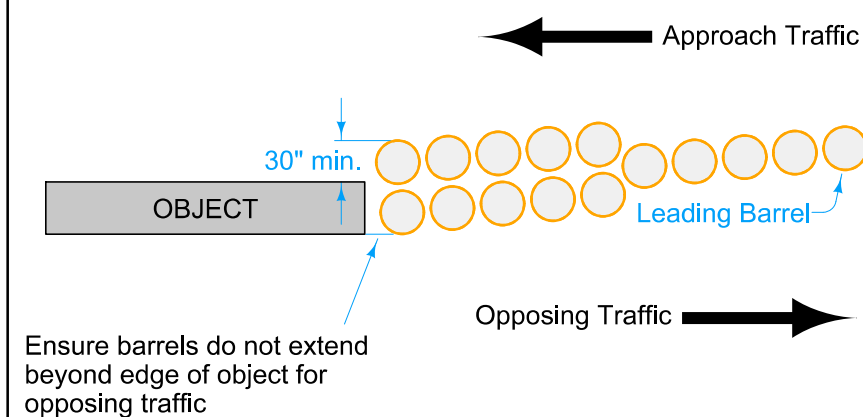 Approach Traffic
30" min.
OBJECT
Leading Barrel
Opposing Traffic
Ensure barrels do not extend
beyond edge of object for
opposing traffic